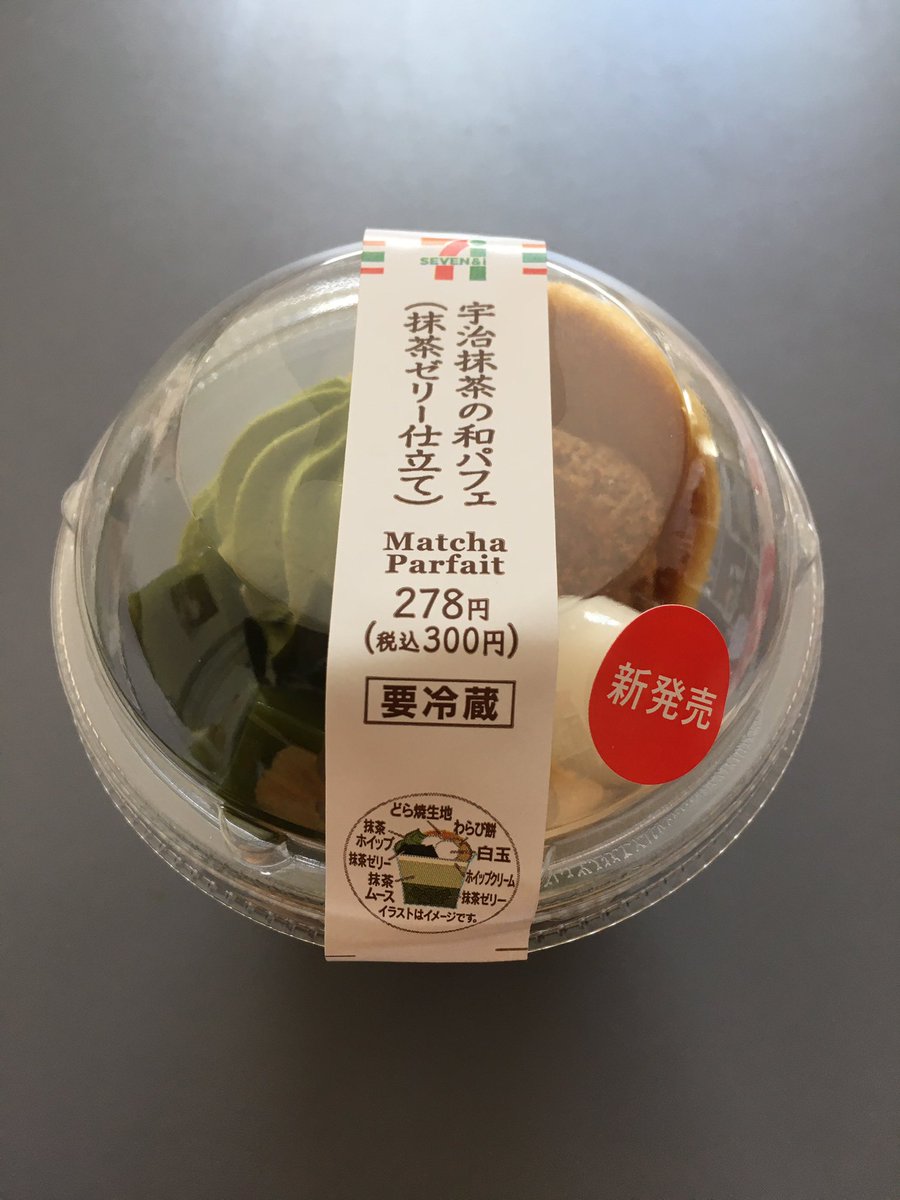 SEVEN&i
宇治抹茶の和パフェ
(抹茶ゼリー仕立て)
Matcha
Parfait
278円
(税込300円)
要冷蔵
新発売
どら焼生地
抹茶
ホイップ
わらび餅
抹茶ゼリー
白玉
抹茶
ムース
ホイップクリーム
抹茶ゼリー
イラストはイメージです。